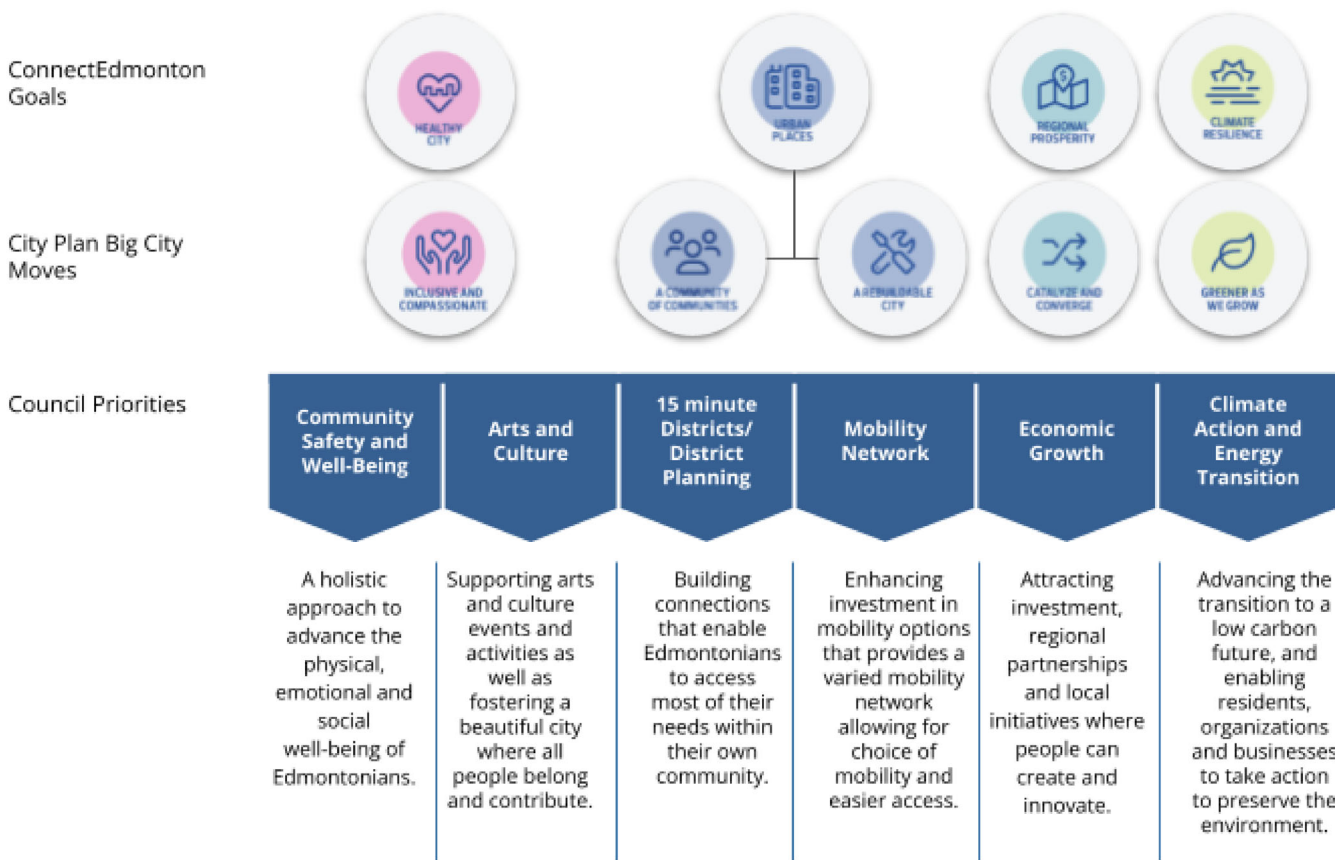 ConnectEdmonton
Goals
HEALTHY
CITY
URBAN
PLACES
REGIONAL
PROSPERITY
CLIMATE
RESILIENCE
City Plan Big City
Moves
INCLUSIVE AND
COMPASSIONATE
A COMMUNITY
OF COMMUNITIES
A REBUILDABLE
CITY
CATALYZE AND
CONVERGE
GREENER AS
WE GROW
Council Priorities
Community
Safety and
Well-Being
Arts and
Culture
15 minute
Districts/
District
Planning
Mobility
Network
Economic
Growth
Climate
Action and
Energy
Transition
A holistic
approach to
advance the
physical,
emotional and
social
well-being of
Edmontonians.
Supporting arts
and culture
events and
activities as
well as
fostering a
beautiful city
where all
people belong
and contribute.
Building
connections
that enable
Edmontonians
to access
most of their
needs within
their own
community.
Enhancing
investment in
mobility options
that provides a
varied mobility
network
allowing for
choice of
mobility and
easier access.
Attracting
investment,
regional
partnerships
and local
initiatives where
people can
create and
innovate.
Advancing the
transition to a
low carbon
future, and
enabling
residents,
organizations
and businesses
to take action
to preserve the
environment.